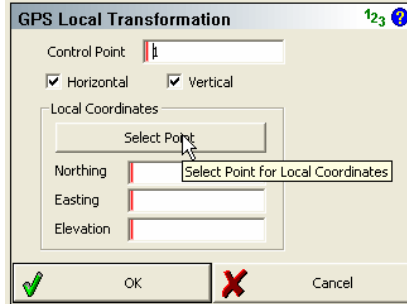 GPS Local Transformation 123 ?
Control Point 1
Horizontal Vertical
Local Coordinates
Select Point
Northing Select Point for Local Coordinates
Easting
Elevation
OK Cancel